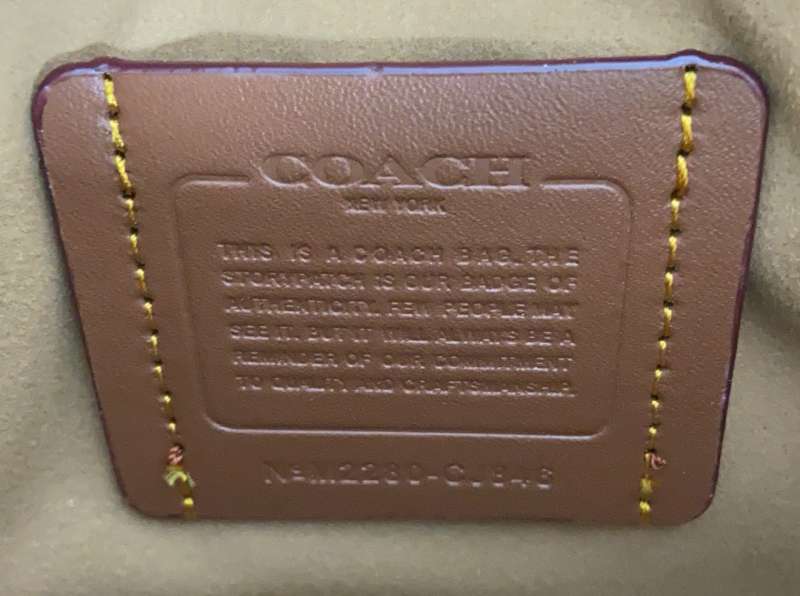 COACH
NEW YORK
THIS IS A COACH BAG. THE
STORYPATCH IS OUR BADGE OF
AUTHENTICITY. FEW PEOPLE MAY
SEE IT, BUT IT WILL ALWAYS BE A
REMINDER OF OUR COMMITMENT
TO QUALITY AND CRAFTSMANSHIP.